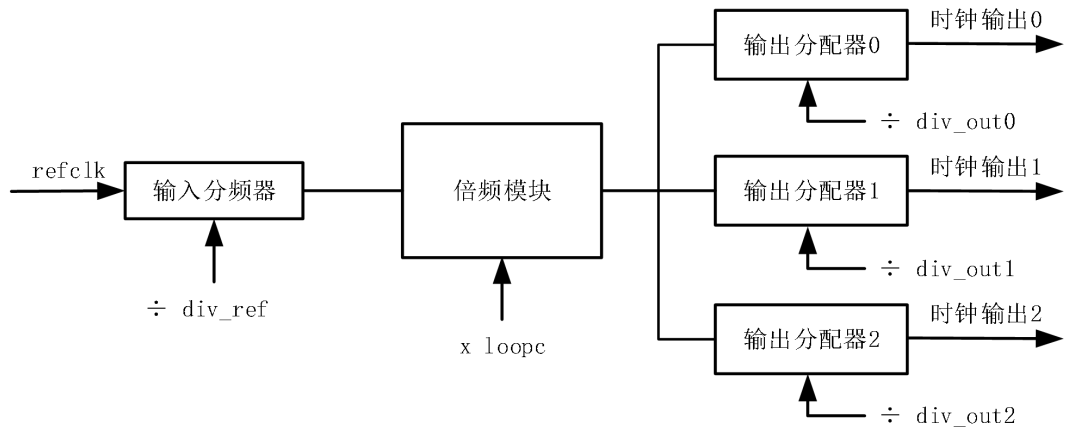 时钟输出0
输出分配器0
÷ div_out0
refclk
输入分频器
倍频模块
时钟输出1
输出分配器1
÷ div_ref
÷ div_out1
x loopc
时钟输出2
输出分配器2
÷ div_out2